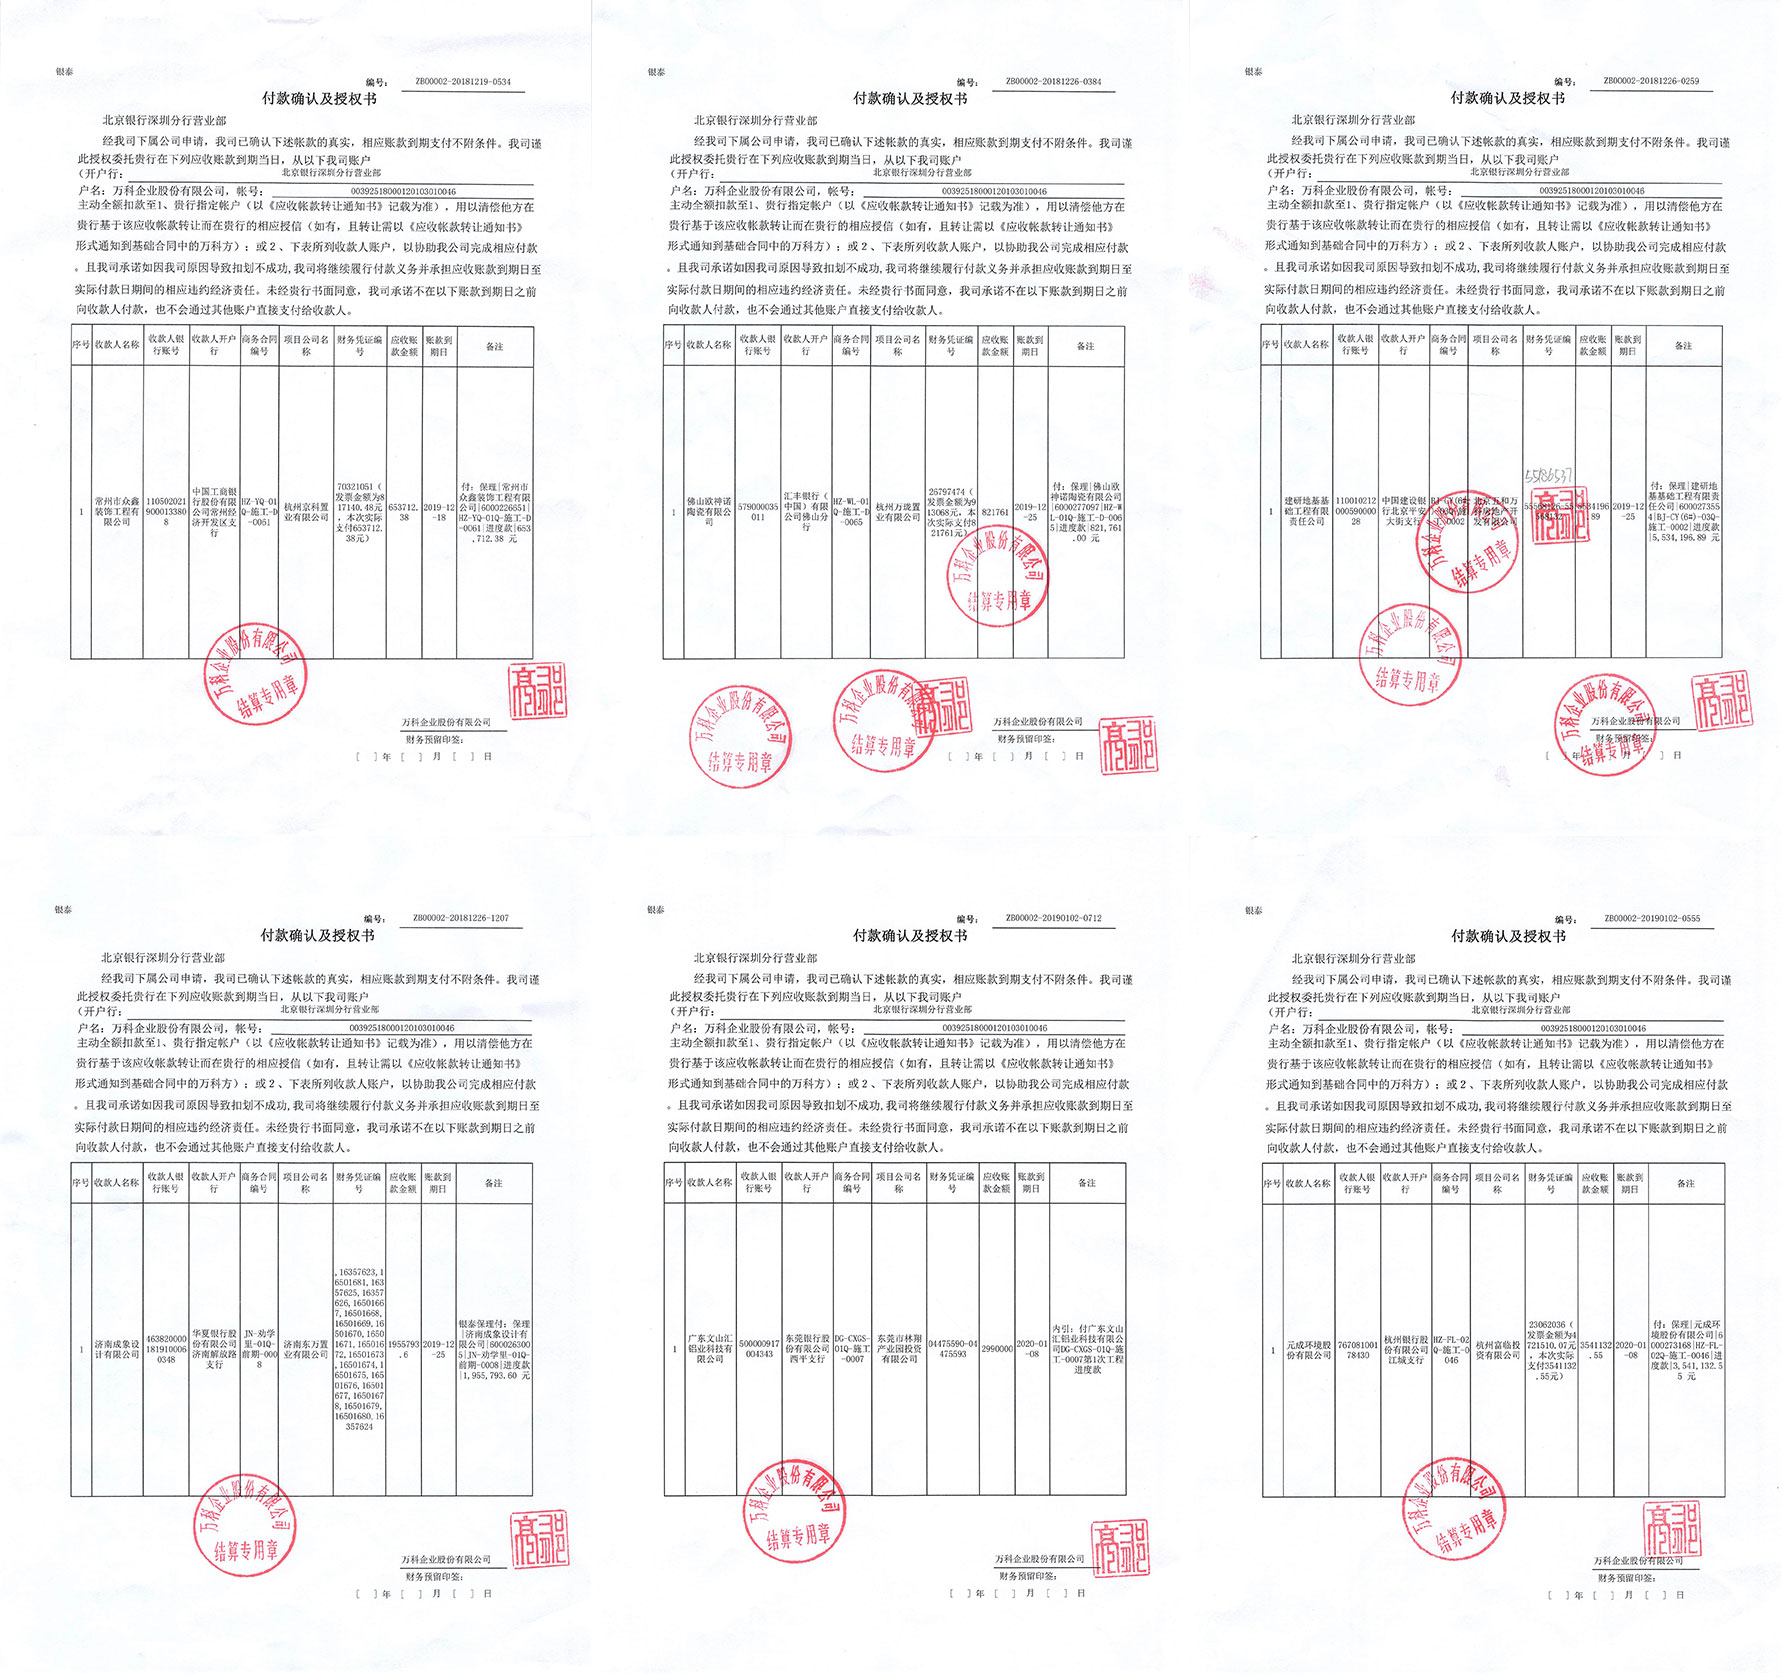 银泰
编号： ZB00002-20181219-0534
付款确认及授权书
北京银行深圳分行营业部
经我司下属公司申请，我司已确认下述帐款的真实，相应账款到期支付不附条件。我司谨
此授权委托贵行在下列应收账款到期当日，从以下我司账户
（开户行： 北京银行深圳分行营业部
户名：万科企业股份有限公司，帐号： 00392518000120103010046
主动全额扣款至1、贵行指定帐户（以《应收帐款转让通知书》记载为准），用以清偿他方在
贵行基于该应收帐款转让而在贵行的相应授信（如有，且转让需以《应收帐款转让通知书》
形式通知到基础合同中的万科方）；或２、下表所列收款人账户，以协助我公司完成相应付款
。且我司承诺如因我司原因导致扣划不成功,我司将继续履行付款义务并承担应收账款到期日至
实际付款日期间的相应违约经济责任。未经贵行书面同意，我司承诺不在以下账款到期日之前
向收款人付款，也不会通过其他账户直接支付给收款人。
序号 收款人名称 收款人银行账号 收款人开户行 商务合同编号 项目公司名称 财务凭证编号 应收账款金额 账款到期日 备注
1 常州市众鑫装饰工程有限公司 1105020219000133808 中国工商银行股份有限公司常州经济开发区支行 HZ-YQ-01Q-施工-D-0061 杭州京科置业有限公司 70321051（发票金额为817140.48元，本次实际支付653712.38元） 653712.38 2019-12-18 付：保理|常州市众鑫装饰工程有限公司|6000226651|HZ-YQ-01Q-施工-D-0061|进度款|653,712.38 元
万科企业股份有限公司
结算专用章
万科企业股份有限公司
财务预留印签：
[ ]年 [ ] 月 [ ] 日
银泰
编号： ZB00002-20181226-0384
付款确认及授权书
北京银行深圳分行营业部
经我司下属公司申请，我司已确认下述帐款的真实，相应账款到期支付不附条件。我司谨
此授权委托贵行在下列应收账款到期当日，从以下我司账户
（开户行： 北京银行深圳分行营业部
户名：万科企业股份有限公司，帐号： 00392518000120103010046
主动全额扣款至1、贵行指定帐户（以《应收帐款转让通知书》记载为准），用以清偿他方在
贵行基于该应收帐款转让而在贵行的相应授信（如有，且转让需以《应收帐款转让通知书》
形式通知到基础合同中的万科方）；或２、下表所列收款人账户，以协助我公司完成相应付款
。且我司承诺如因我司原因导致扣划不成功,我司将继续履行付款义务并承担应收账款到期日至
实际付款日期间的相应违约经济责任。未经贵行书面同意，我司承诺不在以下账款到期日之前
向收款人付款，也不会通过其他账户直接支付给收款人。
序号 收款人名称 收款人银行账号 收款人开户行 商务合同编号 项目公司名称 财务凭证编号 应收账款金额 账款到期日 备注
1 佛山欧神诺陶瓷有限公司 579000035011 汇丰银行（中国）有限公司佛山分行 HZ-WL-01Q-施工-D-0065 杭州万泷置业有限公司 26797474（发票金额为913068元，本次实际支付821761元） 821761 2019-12-25 付：保理|佛山欧神诺陶瓷有限公司|6000277097|HZ-WL-01Q-施工-D-0065|进度款|821,761.00 元
万科企业股份有限公司
结算专用章
万科企业股份有限公司
结算专用章
万科企业股份有限公司
结算专用章
万科企业股份有限公司
财务预留印签：
[ ]年 [ ] 月 [ ] 日
银泰
编号： ZB00002-20181226-0259
付款确认及授权书
北京银行深圳分行营业部
经我司下属公司申请，我司已确认下述帐款的真实，相应账款到期支付不附条件。我司谨
此授权委托贵行在下列应收账款到期当日，从以下我司账户
（开户行： 北京银行深圳分行营业部
户名：万科企业股份有限公司，帐号： 00392518000120103010046
主动全额扣款至1、贵行指定帐户（以《应收帐款转让通知书》记载为准），用以清偿他方在
贵行基于该应收帐款转让而在贵行的相应授信（如有，且转让需以《应收帐款转让通知书》
形式通知到基础合同中的万科方）；或２、下表所列收款人账户，以协助我公司完成相应付款
。且我司承诺如因我司原因导致扣划不成功,我司将继续履行付款义务并承担应收账款到期日至
实际付款日期间的相应违约经济责任。未经贵行书面同意，我司承诺不在以下账款到期日之前
向收款人付款，也不会通过其他账户直接支付给收款人。
序号 收款人名称 收款人银行账号 收款人开户行 商务合同编号 项目公司名称 财务凭证编号 应收账款金额 账款到期日 备注
55186537
1 建研地基基础工程有限责任公司 11001021200059000028 中国建设银行北京平安大街支行 2019-12-25 付：保理|建研地基基础工程有限责任公司|6000273554|BJ-CY(6#)-03Q-施工-0002|进度款|5,534,196.89 元
万科企业股份有限公司
结算专用章
万科企业股份有限公司
结算专用章
万科企业股份有限公司
结算专用章
万科企业股份有限公司
财务预留印签：
[ ]年 [ ] 月 [ ] 日
银泰
编号： ZB00002-20181226-1207
付款确认及授权书
北京银行深圳分行营业部
经我司下属公司申请，我司已确认下述帐款的真实，相应账款到期支付不附条件。我司谨
此授权委托贵行在下列应收账款到期当日，从以下我司账户
（开户行： 北京银行深圳分行营业部
户名：万科企业股份有限公司，帐号： 00392518000120103010046
主动全额扣款至1、贵行指定帐户（以《应收帐款转让通知书》记载为准），用以清偿他方在
贵行基于该应收帐款转让而在贵行的相应授信（如有，且转让需以《应收帐款转让通知书》
形式通知到基础合同中的万科方）；或２、下表所列收款人账户，以协助我公司完成相应付款
。且我司承诺如因我司原因导致扣划不成功,我司将继续履行付款义务并承担应收账款到期日至
实际付款日期间的相应违约经济责任。未经贵行书面同意，我司承诺不在以下账款到期日之前
向收款人付款，也不会通过其他账户直接支付给收款人。
序号 收款人名称 收款人银行账号 收款人开户行 商务合同编号 项目公司名称 财务凭证编号 应收账款金额 账款到期日 备注
1 济南成象设计有限公司 4638200001819100060348 华夏银行股份有限公司济南解放路支行 JN-劝学里-01Q-前期-0008 济南东万置业有限公司 ,16357623,16501681,16357625,16357626,16501667,16501668,16501669,16501670,16501671,16501672,16501673,16501674,16501675,16501676,16501677,16501678,16501679,16501680,16357624 1955793.6 2019-12-25 银泰保理付：保理|济南成象设计有限公司|6000263005|JN-劝学里-01Q-前期-0008|进度款|1,955,793.60 元
万科企业股份有限公司
结算专用章
万科企业股份有限公司
财务预留印签：
[ ]年 [ ] 月 [ ] 日
银泰
编号： ZB00002-20190102-0712
付款确认及授权书
北京银行深圳分行营业部
经我司下属公司申请，我司已确认下述帐款的真实，相应账款到期支付不附条件。我司谨
此授权委托贵行在下列应收账款到期当日，从以下我司账户
（开户行： 北京银行深圳分行营业部
户名：万科企业股份有限公司，帐号： 00392518000120103010046
主动全额扣款至1、贵行指定帐户（以《应收帐款转让通知书》记载为准），用以清偿他方在
贵行基于该应收帐款转让而在贵行的相应授信（如有，且转让需以《应收帐款转让通知书》
形式通知到基础合同中的万科方）；或２、下表所列收款人账户，以协助我公司完成相应付款
。且我司承诺如因我司原因导致扣划不成功,我司将继续履行付款义务并承担应收账款到期日至
实际付款日期间的相应违约经济责任。未经贵行书面同意，我司承诺不在以下账款到期日之前
向收款人付款，也不会通过其他账户直接支付给收款人。
序号 收款人名称 收款人银行账号 收款人开户行 商务合同编号 项目公司名称 财务凭证编号 应收账款金额 账款到期日 备注
1 广东文山汇铝业科技有限公司 500000917004343 东莞银行股份有限公司西平支行 DG-CXGS-01Q-施工-0007 东莞市林翔产业园投资有限公司 04475590-04475593 2990000 2020-01-08 内引：付广东文山汇铝业科技有限公司DG-CXGS-01Q-施工-0007第1次工程进度款
万科企业股份有限公司
结算专用章
万科企业股份有限公司
财务预留印签：
[ ]年 [ ] 月 [ ] 日
银泰
编号： ZB00002-20190102-0555
付款确认及授权书
北京银行深圳分行营业部
经我司下属公司申请，我司已确认下述帐款的真实，相应账款到期支付不附条件。我司谨
此授权委托贵行在下列应收账款到期当日，从以下我司账户
（开户行： 北京银行深圳分行营业部
户名：万科企业股份有限公司，帐号： 00392518000120103010046
主动全额扣款至1、贵行指定帐户（以《应收帐款转让通知书》记载为准），用以清偿他方在
贵行基于该应收帐款转让而在贵行的相应授信（如有，且转让需以《应收帐款转让通知书》
形式通知到基础合同中的万科方）；或２、下表所列收款人账户，以协助我公司完成相应付款
。且我司承诺如因我司原因导致扣划不成功,我司将继续履行付款义务并承担应收账款到期日至
实际付款日期间的相应违约经济责任。未经贵行书面同意，我司承诺不在以下账款到期日之前
向收款人付款，也不会通过其他账户直接支付给收款人。
序号 收款人名称 收款人银行账号 收款人开户行 商务合同编号 项目公司名称 财务凭证编号 应收账款金额 账款到期日 备注
1 元成环境股份有限公司 76708100178430 杭州银行股份有限公司江城支行 HZ-FL-02Q-施工-0046 杭州富临投资有限公司 23062036（发票金额为4721510.07元，本次实际支付3541132.55元） 3541132.55 2020-01-08 付：保理|元成环境股份有限公司|6000273168|HZ-FL-02Q-施工-0046|进度款|3,541,132.55 元
万科企业股份有限公司
结算专用章
万科企业股份有限公司
财务预留印签：
[ ]年 [ ] 月 [ ] 日